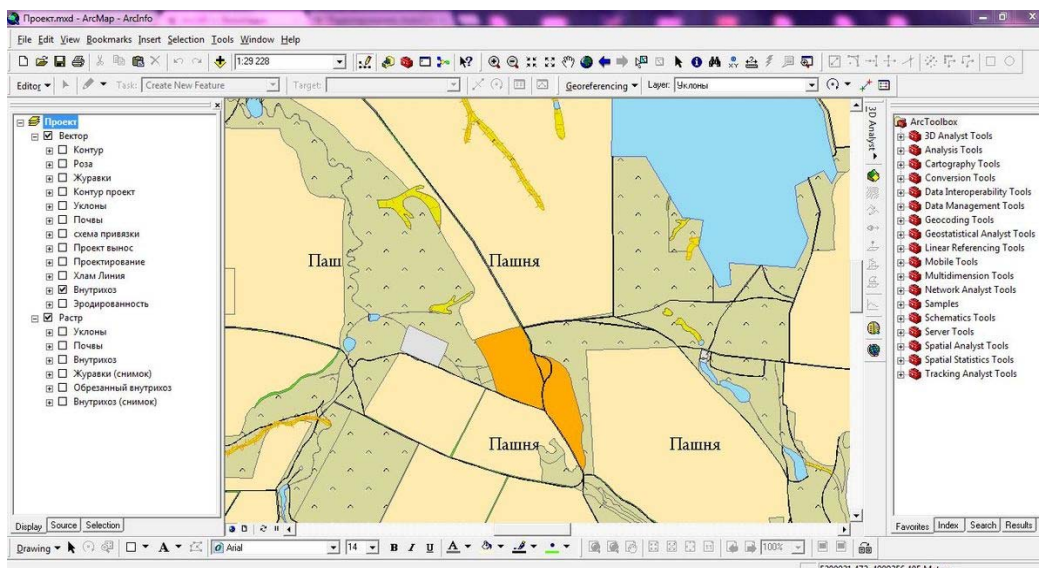 Проект.mxd - ArcMap - ArcInfo
File Edit View Bookmarks Insert Selection Tools Window Help
1:29 228
Editor Task: Create New Feature Target: Georeferencing Layer: Уклоны
Проект
Вектор
Контур
Роза
Журавки
Контур проект
Уклоны
Почвы
схема привязки
Проект вынос
Проектирование
Хлам Линия
Внутрихоз
Эродированность
Растр
Уклоны
Почвы
Внутрихоз
Журавки (снимок)
Обрезанный внутрихоз
Внутрихоз (снимок)
Паш
Пашня
Пашня
Пашня
3D Analyst
ArcToolbox
3D Analyst Tools
Analysis Tools
Cartography Tools
Conversion Tools
Data Interoperability Tools
Data Management Tools
Geocoding Tools
Geostatistical Analyst Tools
Linear Referencing Tools
Mobile Tools
Multidimension Tools
Network Analyst Tools
Samples
Schematics Tools
Server Tools
Spatial Analyst Tools
Spatial Statistics Tools
Tracking Analyst Tools
Display Source Selection
Favorites Index Search Results
Drawing A Arial 14 B I U A 100%